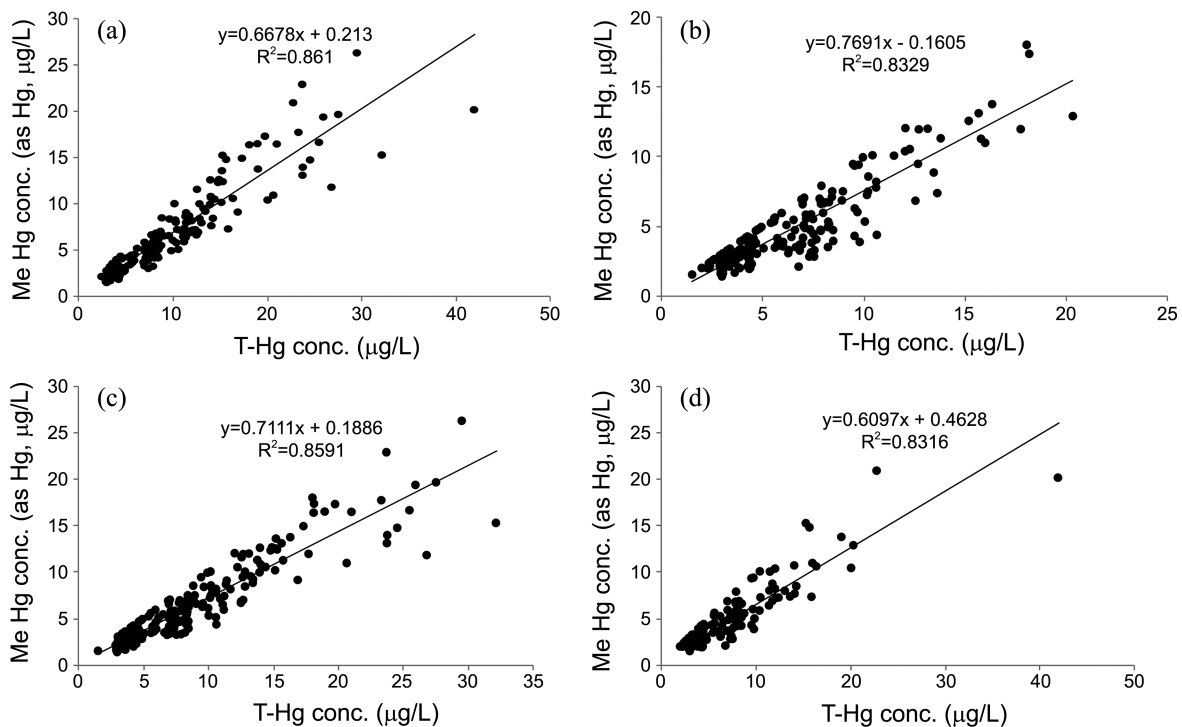 (a)
y=0.6678x + 0.213
R²=0.861
Me Hg conc. (as Hg, μg/L)
30
25
20
15
10
5
0
0 10 20 30 40 50
T-Hg conc. (μg/L)
(b)
y=0.7691x - 0.1605
R²=0.8329
Me Hg conc. (as Hg, μg/L)
20
15
10
5
0
0 5 10 15 20 25
T-Hg conc. (μg/L)
(c)
y=0.7111x + 0.1886
R²=0.8591
Me Hg conc. (as Hg, μg/L)
30
25
20
15
10
5
0
0 5 10 15 20 25 30 35
T-Hg conc. (μg/L)
(d)
y=0.6097x + 0.4628
R²=0.8316
Me Hg conc. (as Hg, μg/L)
30
25
20
15
10
5
0
0 10 20 30 40 50
T-Hg conc. (μg/L)